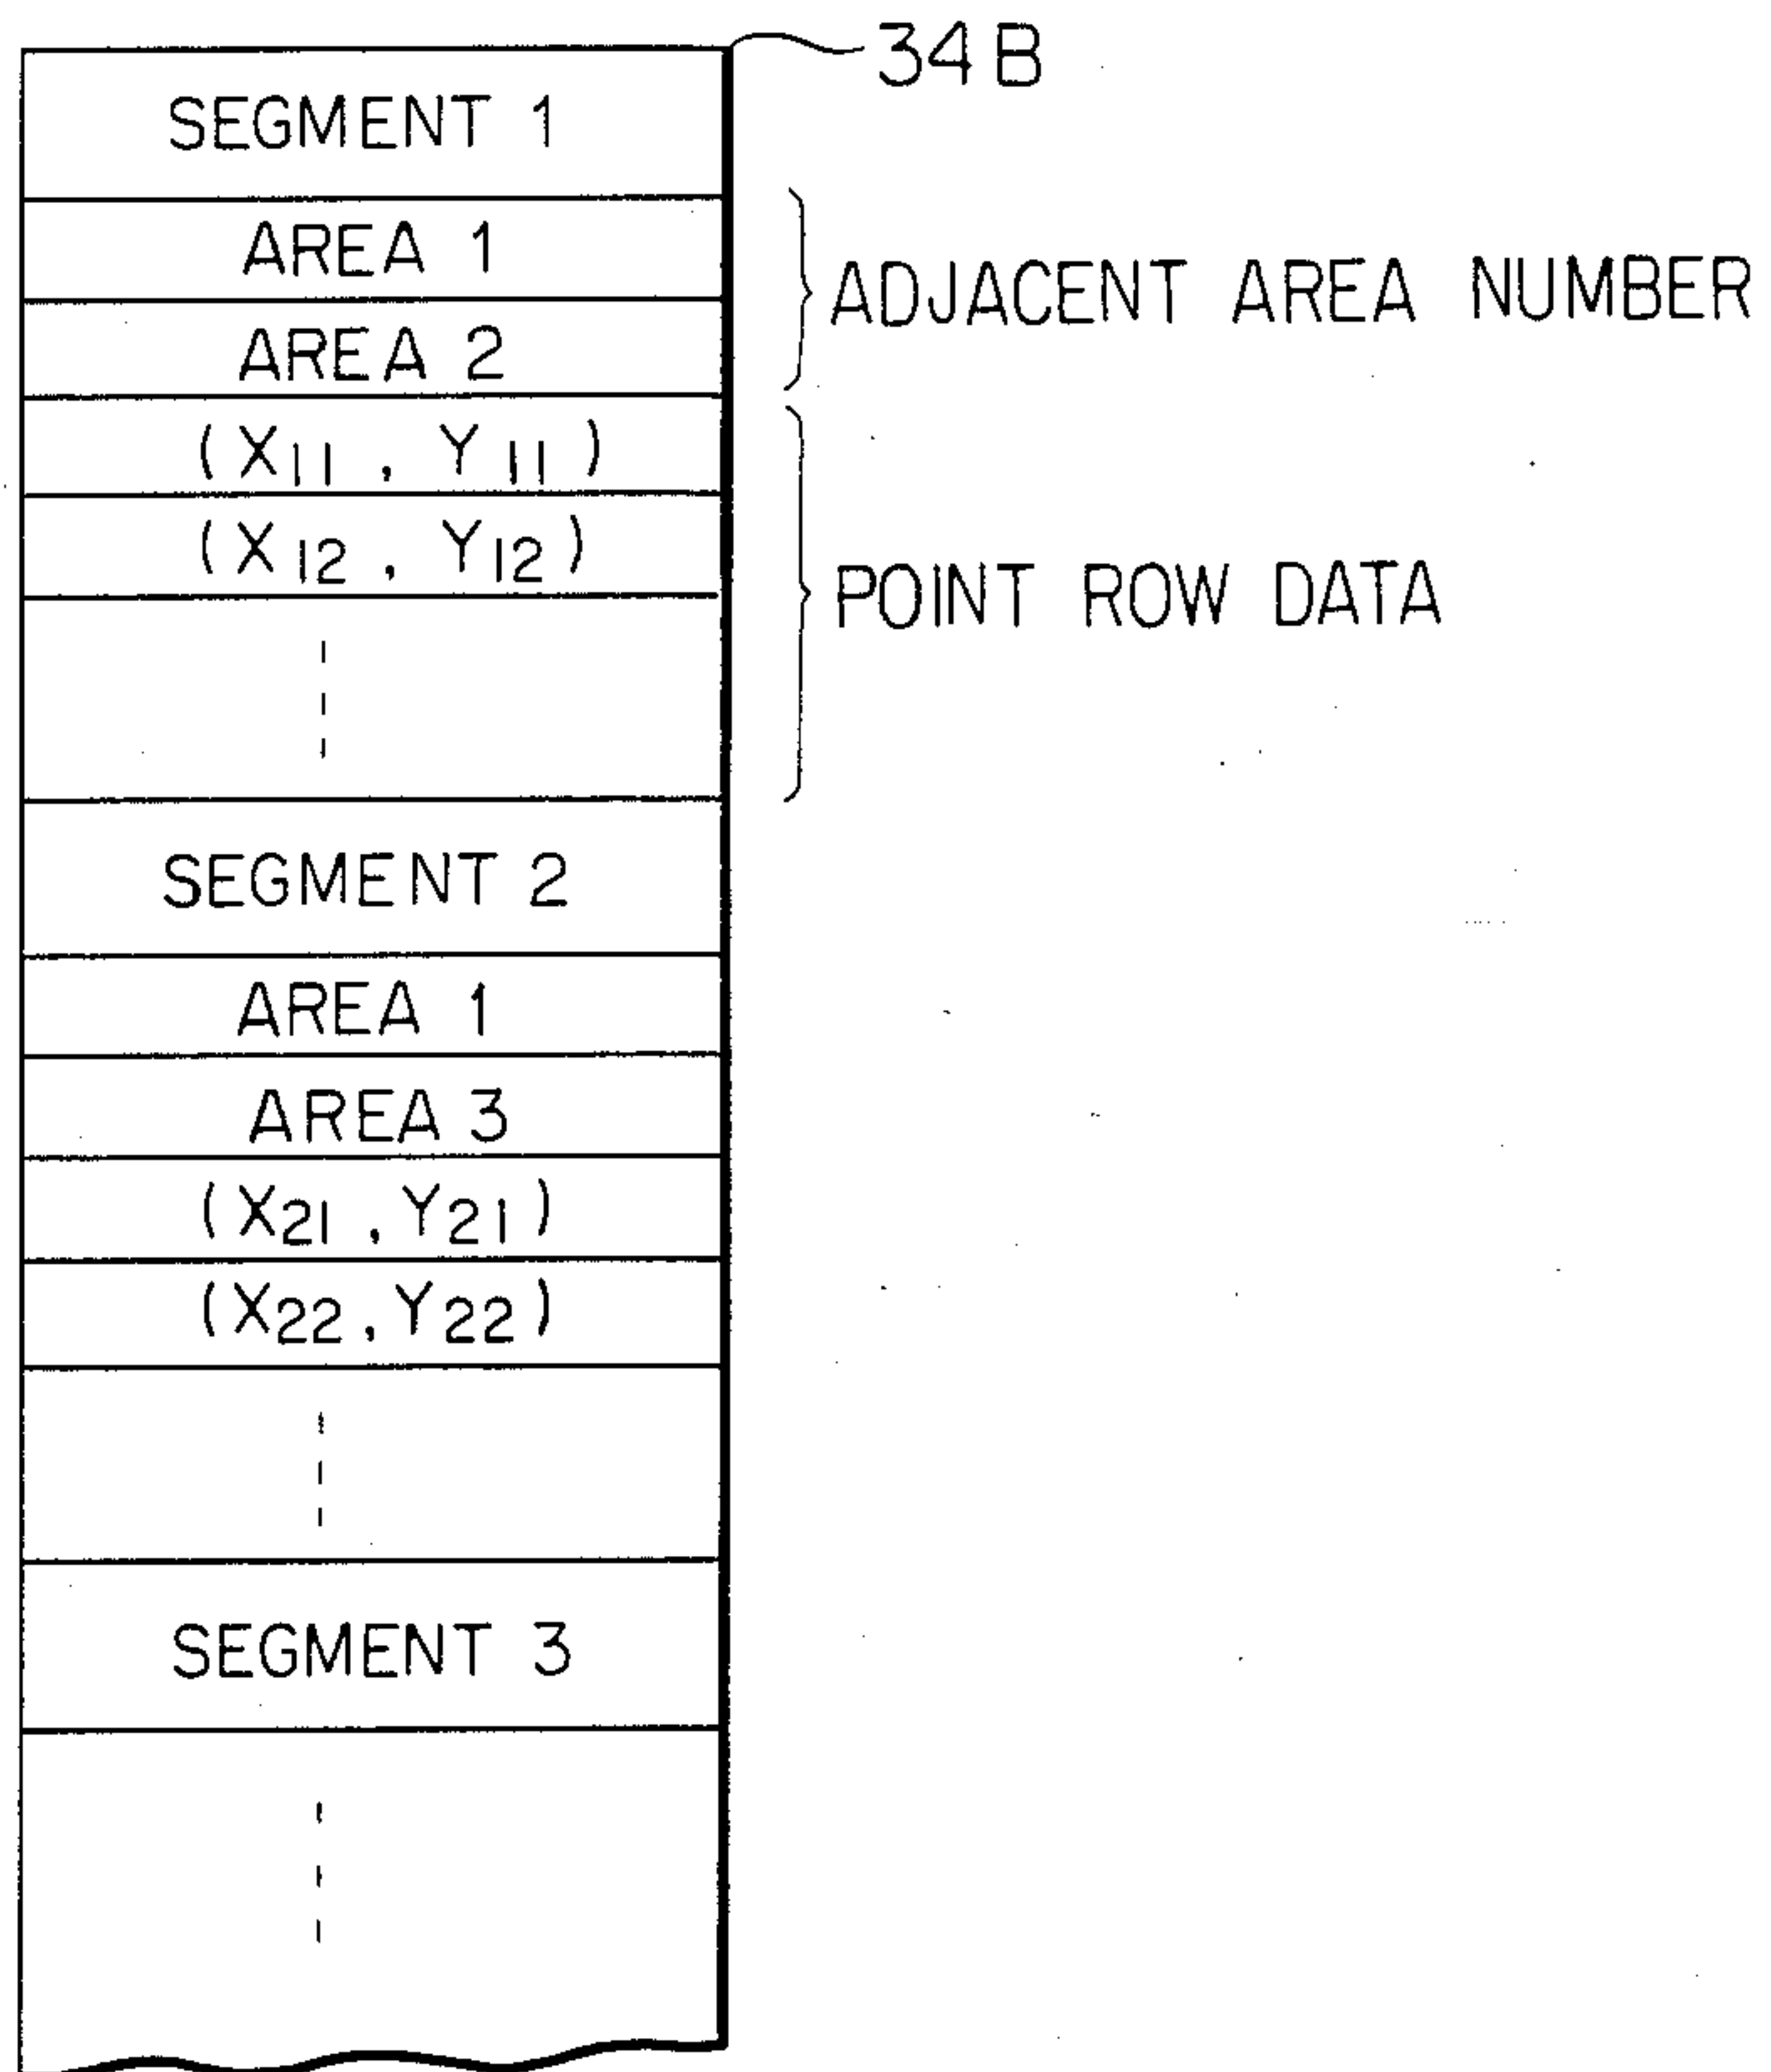 34B
SEGMENT 1
AREA 1
AREA 2
ADJACENT AREA NUMBER
(X11, Y11)
(X12, Y12)
POINT ROW DATA
SEGMENT 2
AREA 1
AREA 3
(X21, Y21)
(X22, Y22)
SEGMENT 3